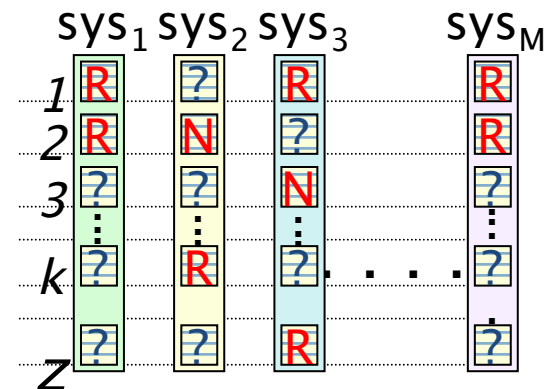 sys1 sys2 sys3 sysM
1 R ? R R
2 R N ? R
3 ? ? N ?
k ? R ? ?
z ? ? R ?